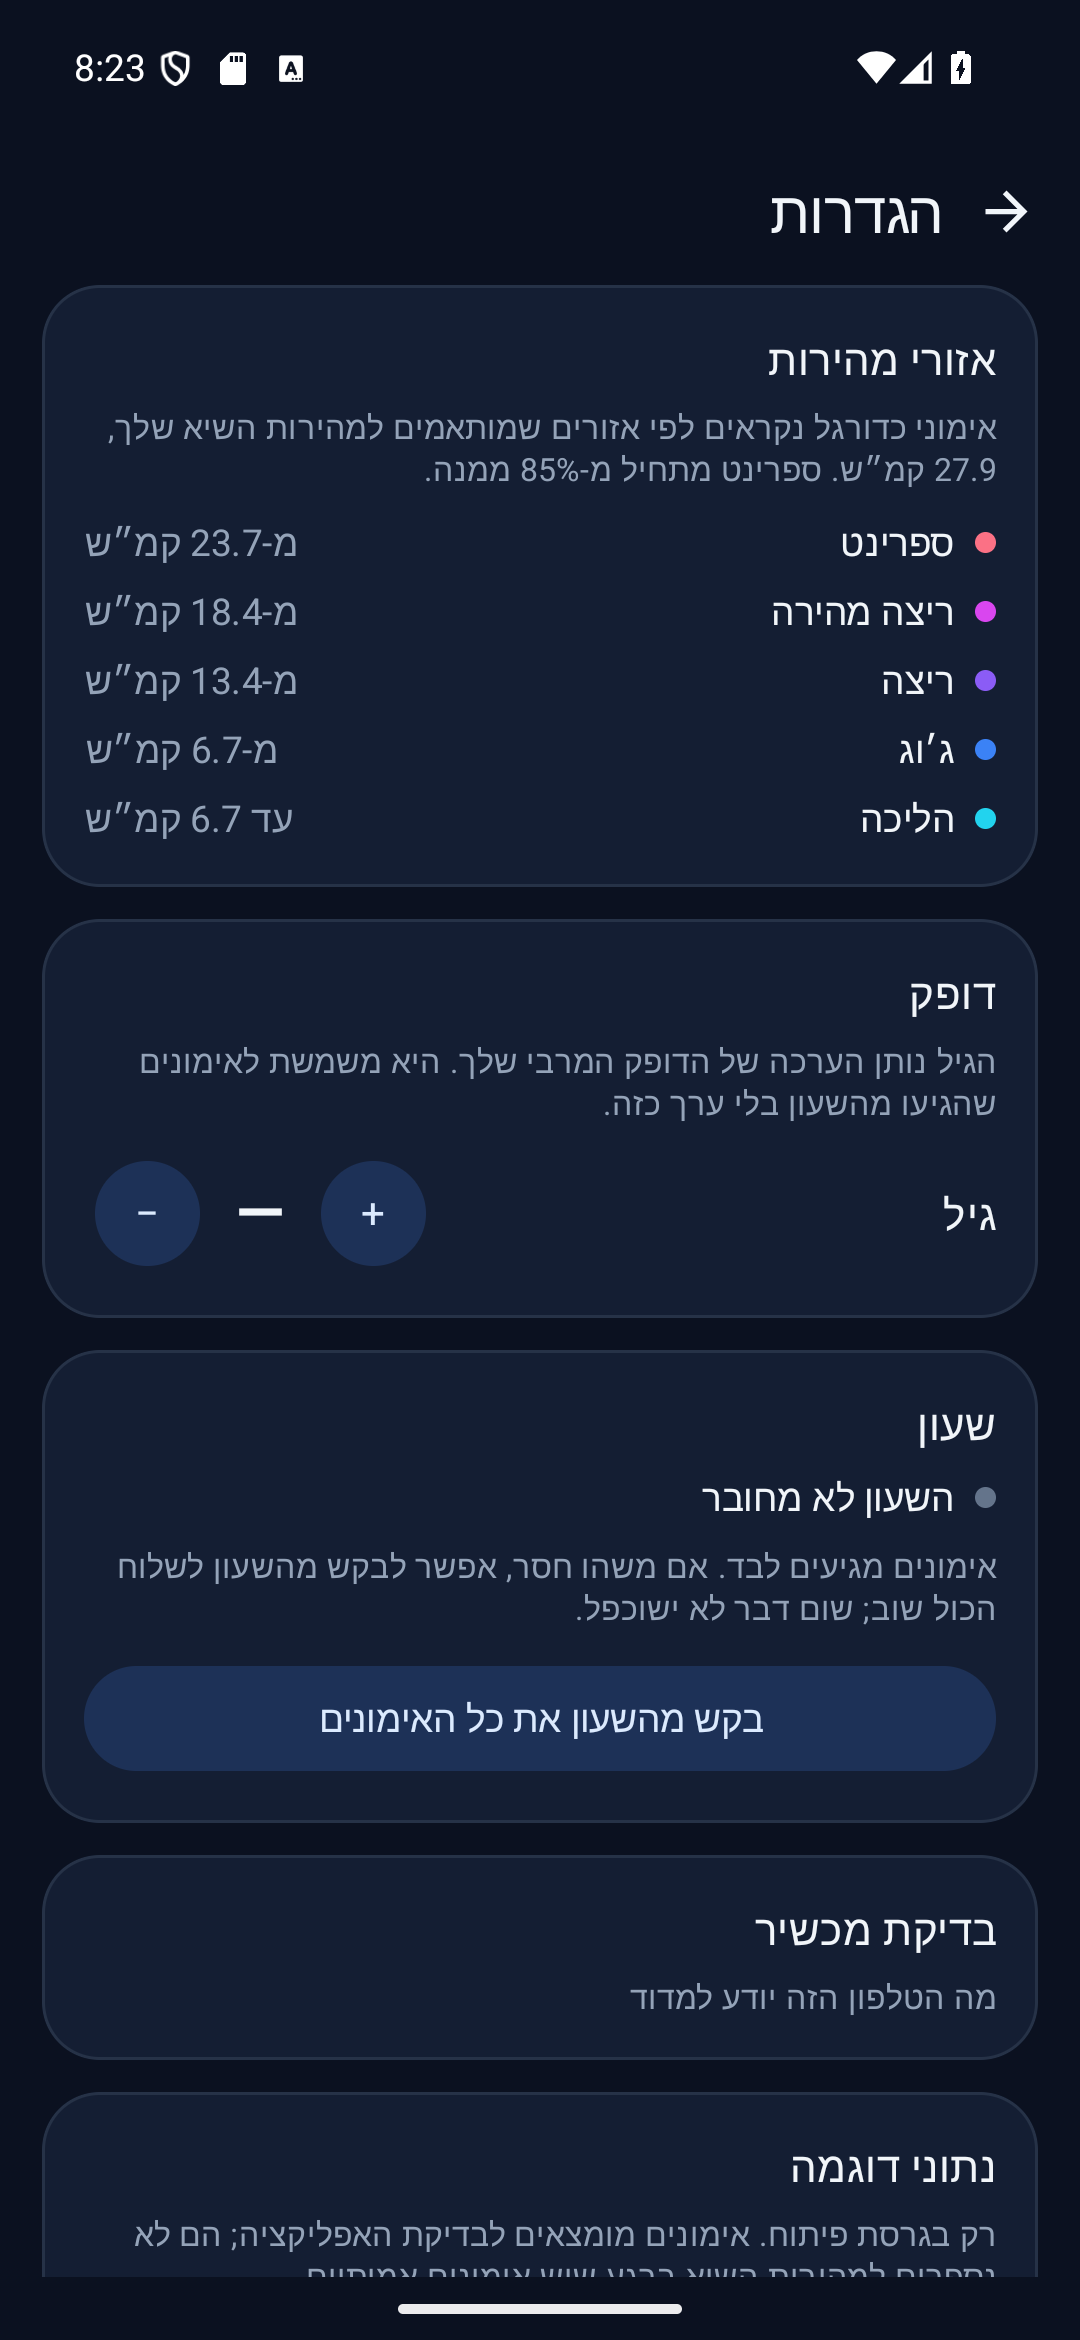 8:23
הגדרות
אזורי מהירות
אימוני כדורגל נקראים לפי אזורים שמותאמים למהירות השיא שלך,
27.9 קמ״ש. ספרינט מתחיל מ-85% ממנה.
ספרינט מ-23.7 קמ״ש
ריצה מהירה מ-18.4 קמ״ש
ריצה מ-13.4 קמ״ש
ג׳וג מ-6.7 קמ״ש
הליכה עד 6.7 קמ״ש
דופק
הגיל נותן הערכה של הדופק המרבי שלך. היא משמשת לאימונים
שהגיעו מהשעון בלי ערך כזה.
גיל + — −
שעון
השעון לא מחובר
אימונים מגיעים לבד. אם משהו חסר, אפשר לבקש מהשעון לשלוח
הכול שוב; שום דבר לא ישוכפל.
בקש מהשעון את כל האימונים
בדיקת מכשיר
מה הטלפון הזה יודע למדוד
נתוני דוגמה
רק בגרסת פיתוח. אימונים מומצאים לבדיקת האפליקציה; הם לא